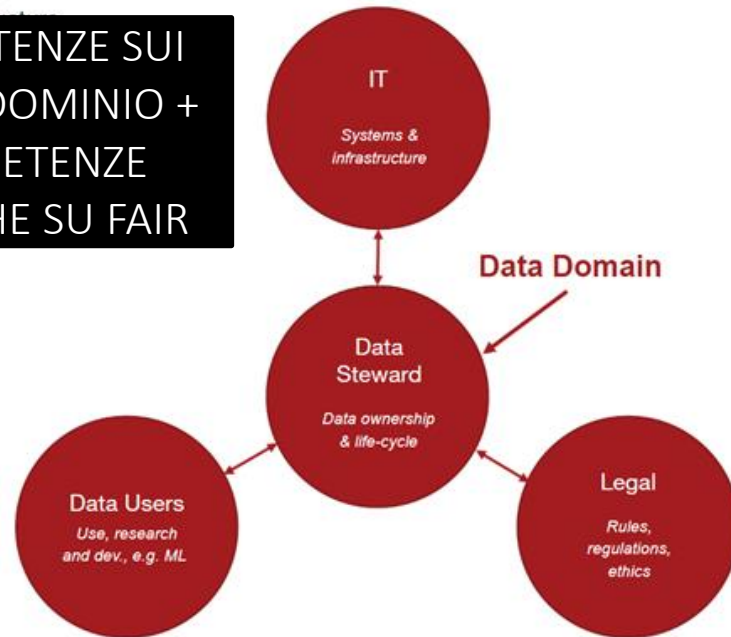 TENZE SUI
DOMINIO +
ETENZE
HE SU FAIR
IT
Systems &
infrastructure
Data Domain
Data
Steward
Data ownership
& life-cycle
Data Users
Use, research
and dev., e.g. ML
Legal
Rules,
regulations,
ethics